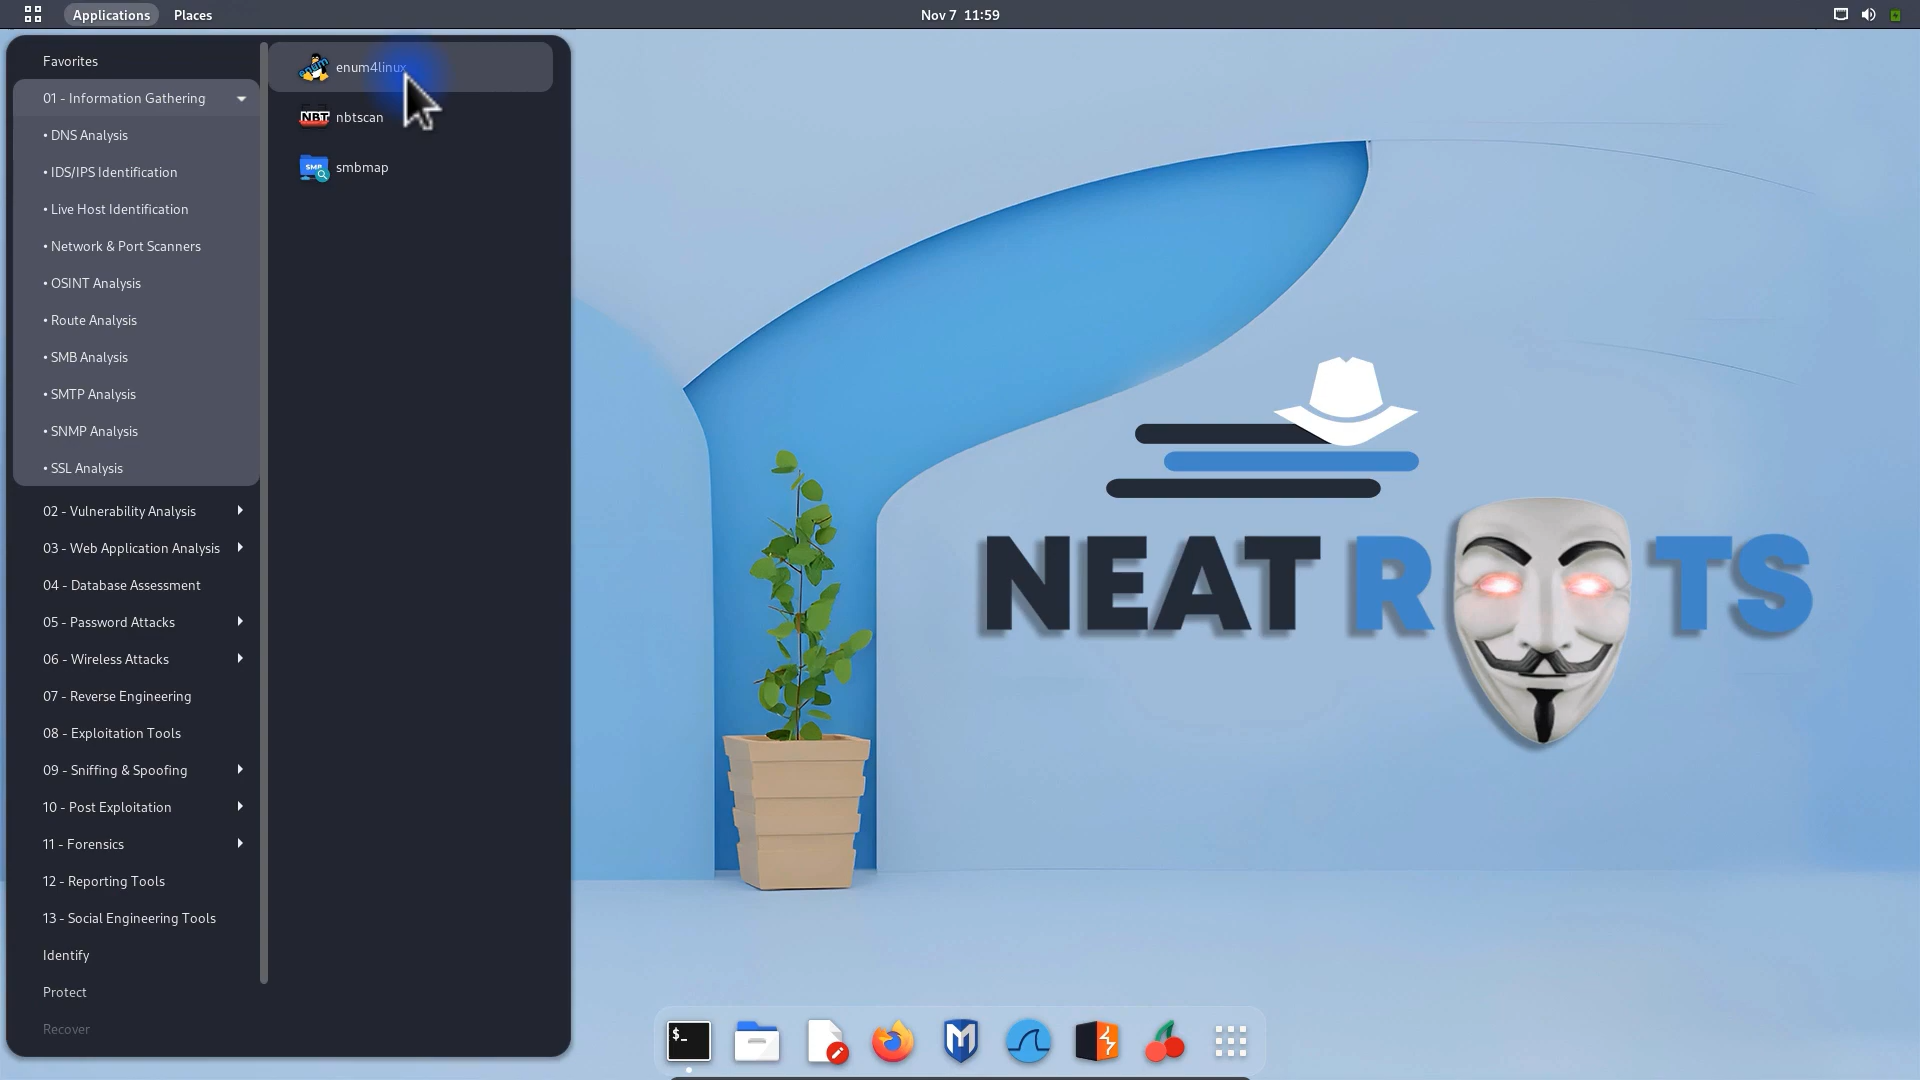 Applications
Places
Nov 7 11:59
Favorites
01 - Information Gathering
• DNS Analysis
• IDS/IPS Identification
• Live Host Identification
• Network & Port Scanners
• OSINT Analysis
• Route Analysis
• SMB Analysis
• SMTP Analysis
• SNMP Analysis
• SSL Analysis
02 - Vulnerability Analysis
03 - Web Application Analysis
04 - Database Assessment
05 - Password Attacks
06 - Wireless Attacks
07 - Reverse Engineering
08 - Exploitation Tools
09 - Sniffing & Spoofing
10 - Post Exploitation
11 - Forensics
12 - Reporting Tools
13 - Social Engineering Tools
Identify
Protect
Recover
enum
enum4linux
NBT
nbtscan
SMP
smbmap
NEAT R TS
$_
M